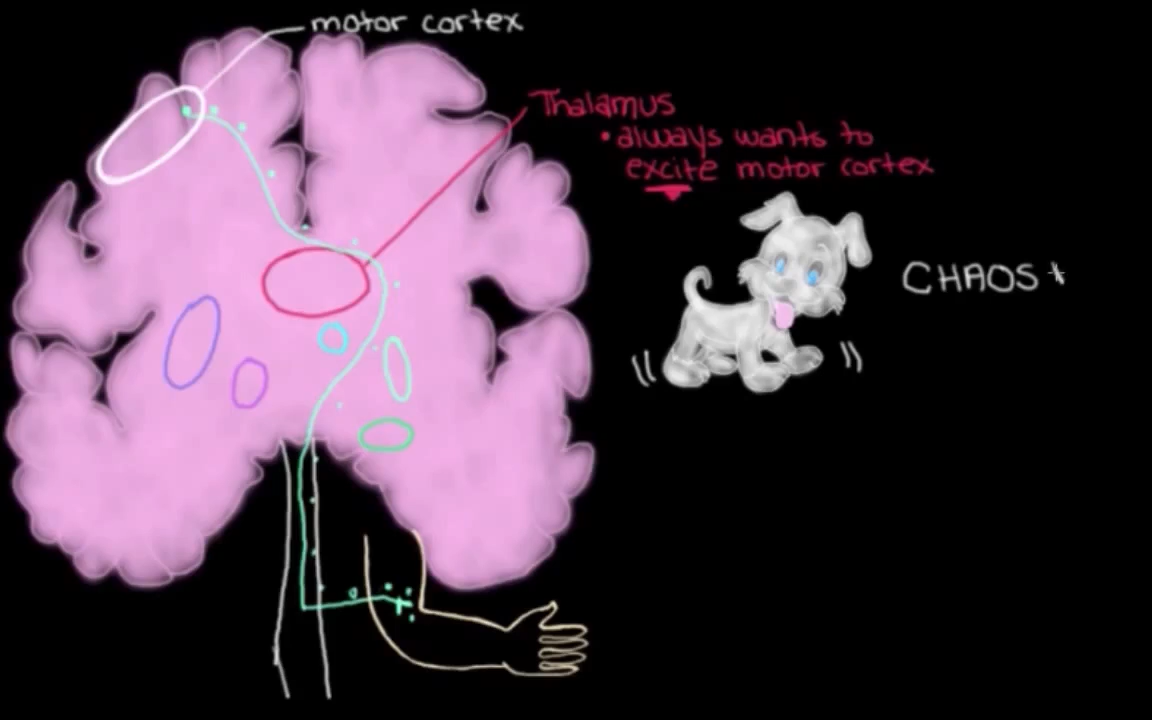 motor cortex
Thalamus
• always wants to
excite motor cortex
CHAOS